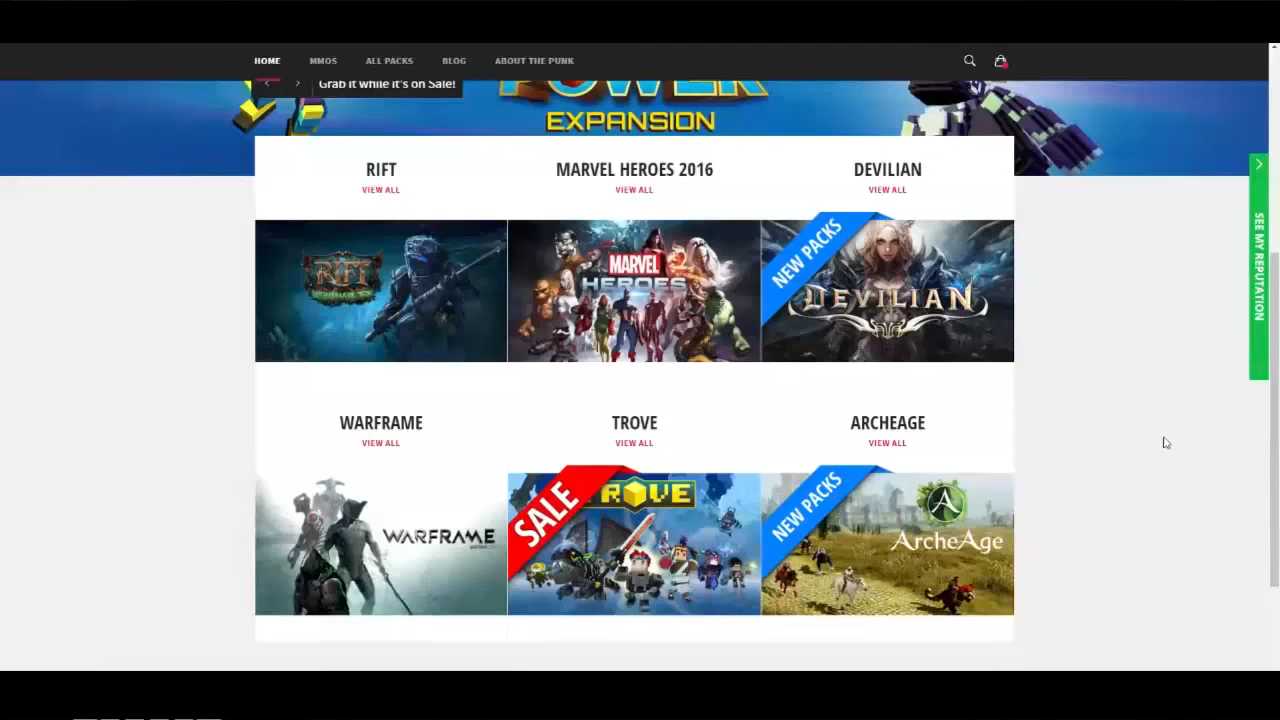 HOME MMOS ALL PACKS BLOG ABOUT THE PUNK
Grab it while it's on Sale!
POWER
EXPANSION
RIFT MARVEL HEROES 2016 DEVILIAN
VIEW ALL VIEW ALL VIEW ALL
NEW PACKS
RIFT
MARVEL
HEROES
DEVILIAN
SEE MY REPUTATION
WARFRAME TROVE ARCHEAGE
VIEW ALL VIEW ALL VIEW ALL
SALE
TROVE
NEW PACKS
WARFRAME
A
ArcheAge